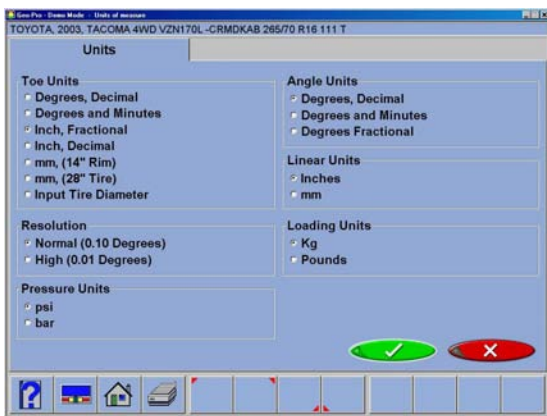 Geo-Pro - Demo Mode - Units of measure
TOYOTA, 2003, TACOMA 4WD VZN170L -CRMDKAB 265/70 R16 111 T
Units
Toe Units
Degrees, Decimal
Degrees and Minutes
Inch, Fractional
Inch, Decimal
mm, (14" Rim)
mm, (28" Tire)
Input Tire Diameter
Resolution
Normal (0.10 Degrees)
High (0.01 Degrees)
Pressure Units
psi
bar
Angle Units
Degrees, Decimal
Degrees and Minutes
Degrees Fractional
Linear Units
Inches
mm
Loading Units
Kg
Pounds